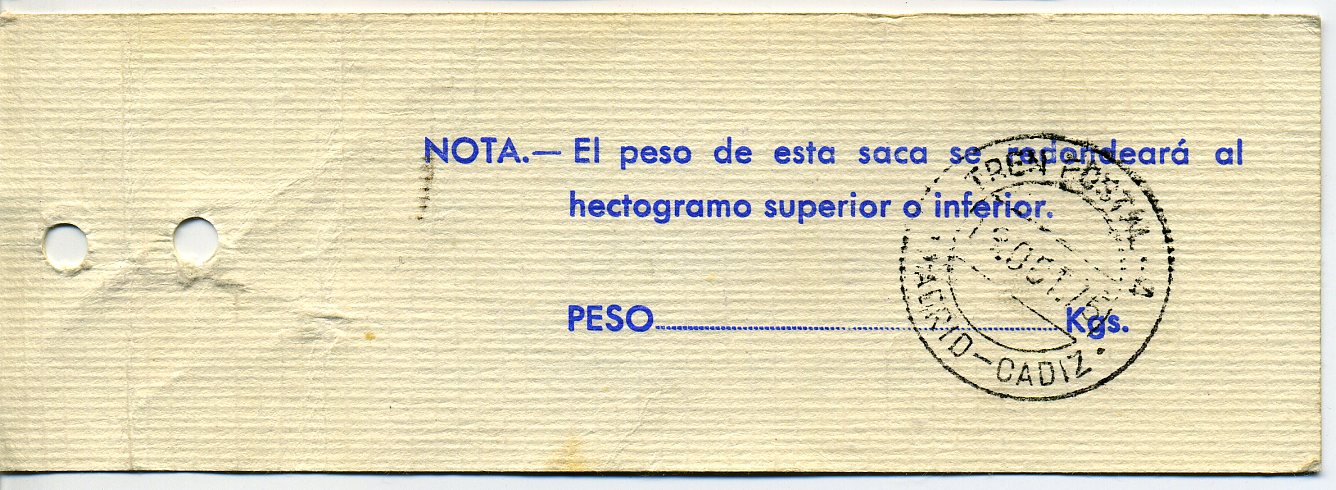 NOTA.— El peso de esta saca se redondeará al
hectogramo superior o inferior.
PESO........................Kgs.
TREN POSTAL
MADRID-CADIZ.